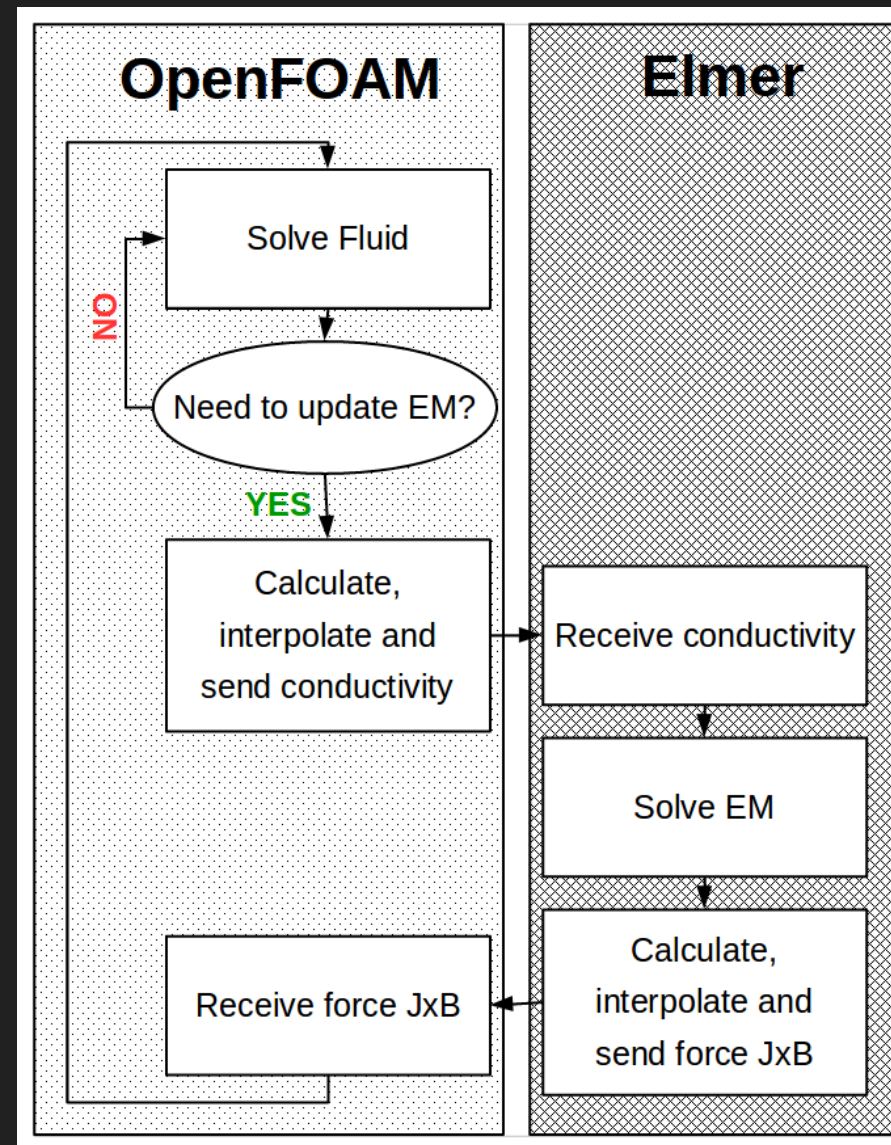 OpenFOAM
Elmer
Solve Fluid
NO
Need to update EM?
YES
Calculate,
interpolate and
send conductivity
Receive conductivity
Solve EM
Calculate,
interpolate and
send force JxB
Receive force JxB